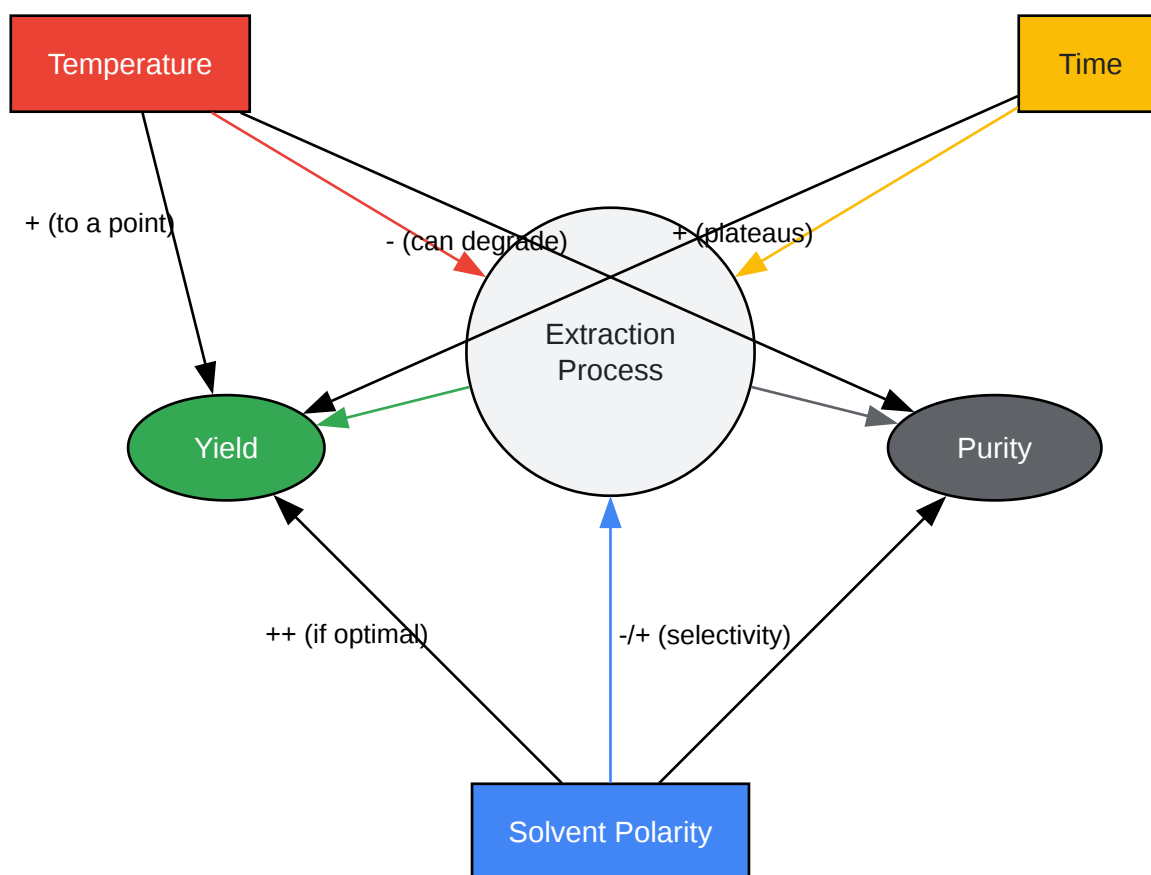 Temperature
Time
+ (to a point)
- (can degrade)
+ (plateaus)
Extraction
Process
Yield
Purity
++ (if optimal)
-/+ (selectivity)
Solvent Polarity